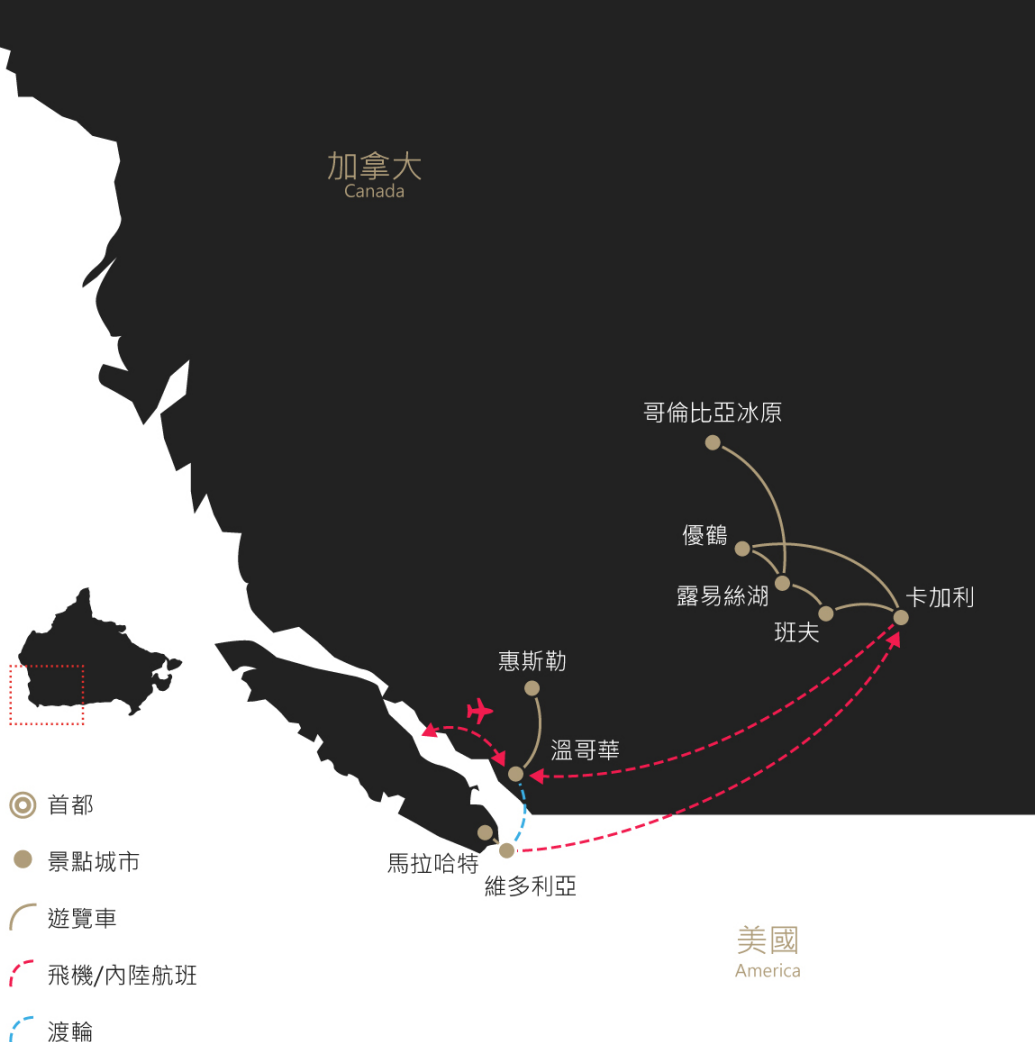 加拿大
Canada
哥倫比亞冰原
優鶴
露易絲湖
卡加利
班夫
惠斯勒
溫哥華
馬拉哈特
維多利亞
首都
景點城市
遊覽車
飛機/內陸航班
渡輪
美國
America